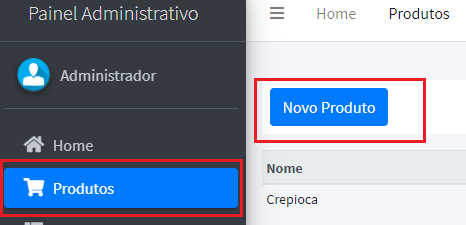 Painel Administrativo
Administrador
Home
Produtos
Home Produtos
Novo Produto
Nome
Crepioca